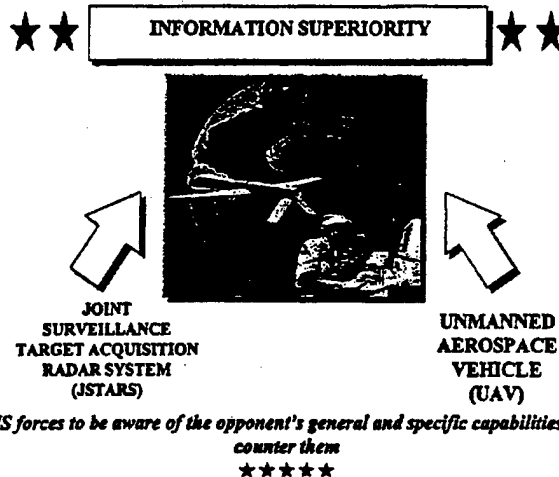 INFORMATION SUPERIORITY
JOINT
SURVEILLANCE
TARGET ACQUISITION
RADAR SYSTEM
(JSTARS)
UNMANNED
AEROSPACE
VEHICLE
(UAV)
S forces to be aware of the opponent's general and specific capabilities
counter them